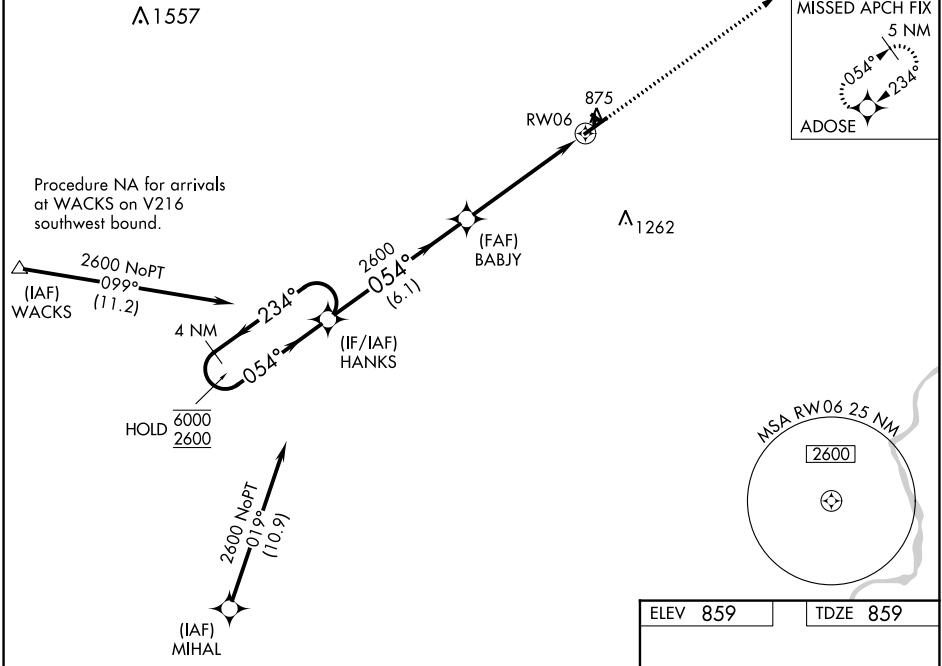 1557
MISSED APCH FIX
5 NM
054°
234°
ADOSE
875
RW06
Procedure NA for arrivals
at WACKS on V216
southwest bound.
1262
(FAF)
BABJY
2600 NoPT
099°
(11.2)
(IAF)
WACKS
2600
054°
(6.1)
234°
4 NM
054°
(IF/IAF)
HANKS
HOLD
6000
2600
MSA RW06 25 NM
2600
2600 NoPT
019°
(10.9)
(IAF)
MIHAL
ELEV 859
TDZE 859